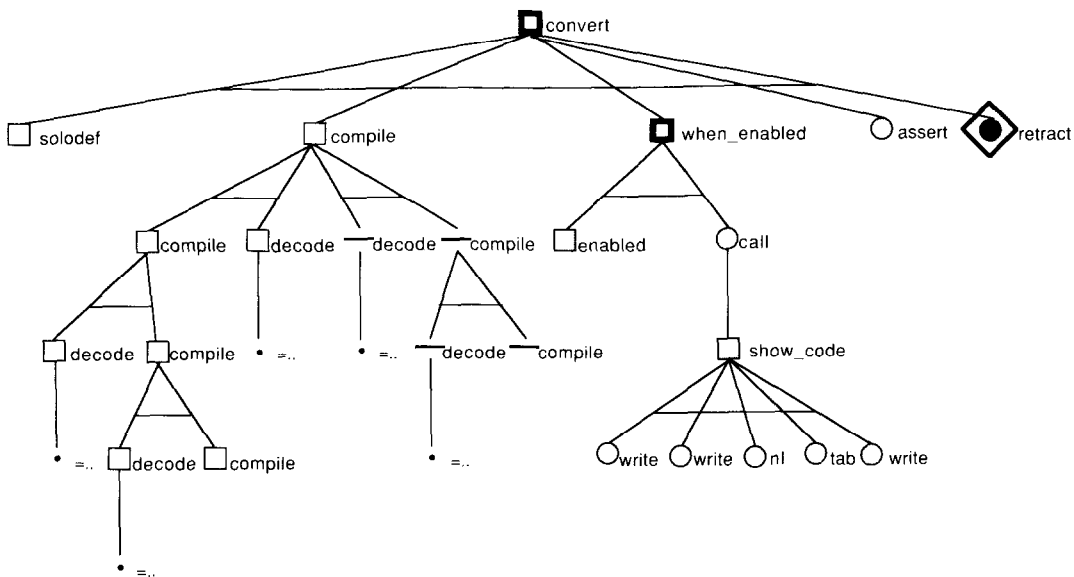 convert
solodef
compile
when_enabled
assert
retract
compile
decode
decode
compile
enabled
call
decode
compile
=..
=..
decode
compile
show_code
=..
decode
compile
=..
write
write
nl
tab
write
=..